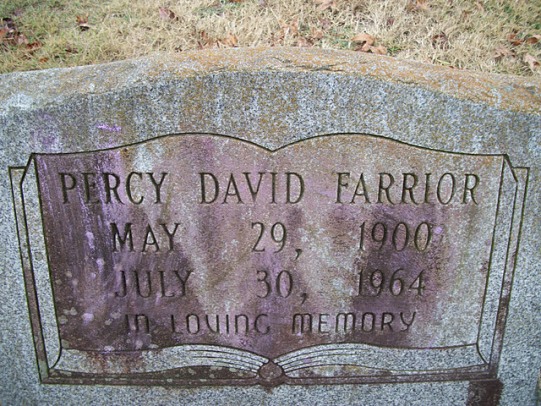 PERCY DAVID FARRIOR
MAY 29, 1900
JULY 30, 1964
IN LOVING MEMORY